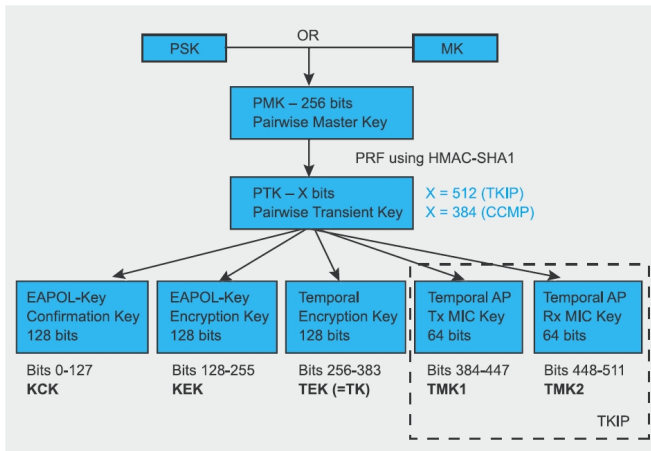 OR
PSK
MK
PMK – 256 bits
Pairwise Master Key
PRF using HMAC-SHA1
PTK – X bits
Pairwise Transient Key
X = 512 (TKIP)
X = 384 (CCMP)
EAPOL-Key
Confirmation Key
128 bits
EAPOL-Key
Encryption Key
128 bits
Temporal
Encryption Key
128 bits
Temporal AP
Tx MIC Key
64 bits
Temporal AP
Rx MIC Key
64 bits
Bits 0-127
KCK
Bits 128-255
KEK
Bits 256-383
TEK (=TK)
Bits 384-447
TMK1
Bits 448-511
TMK2
TKIP